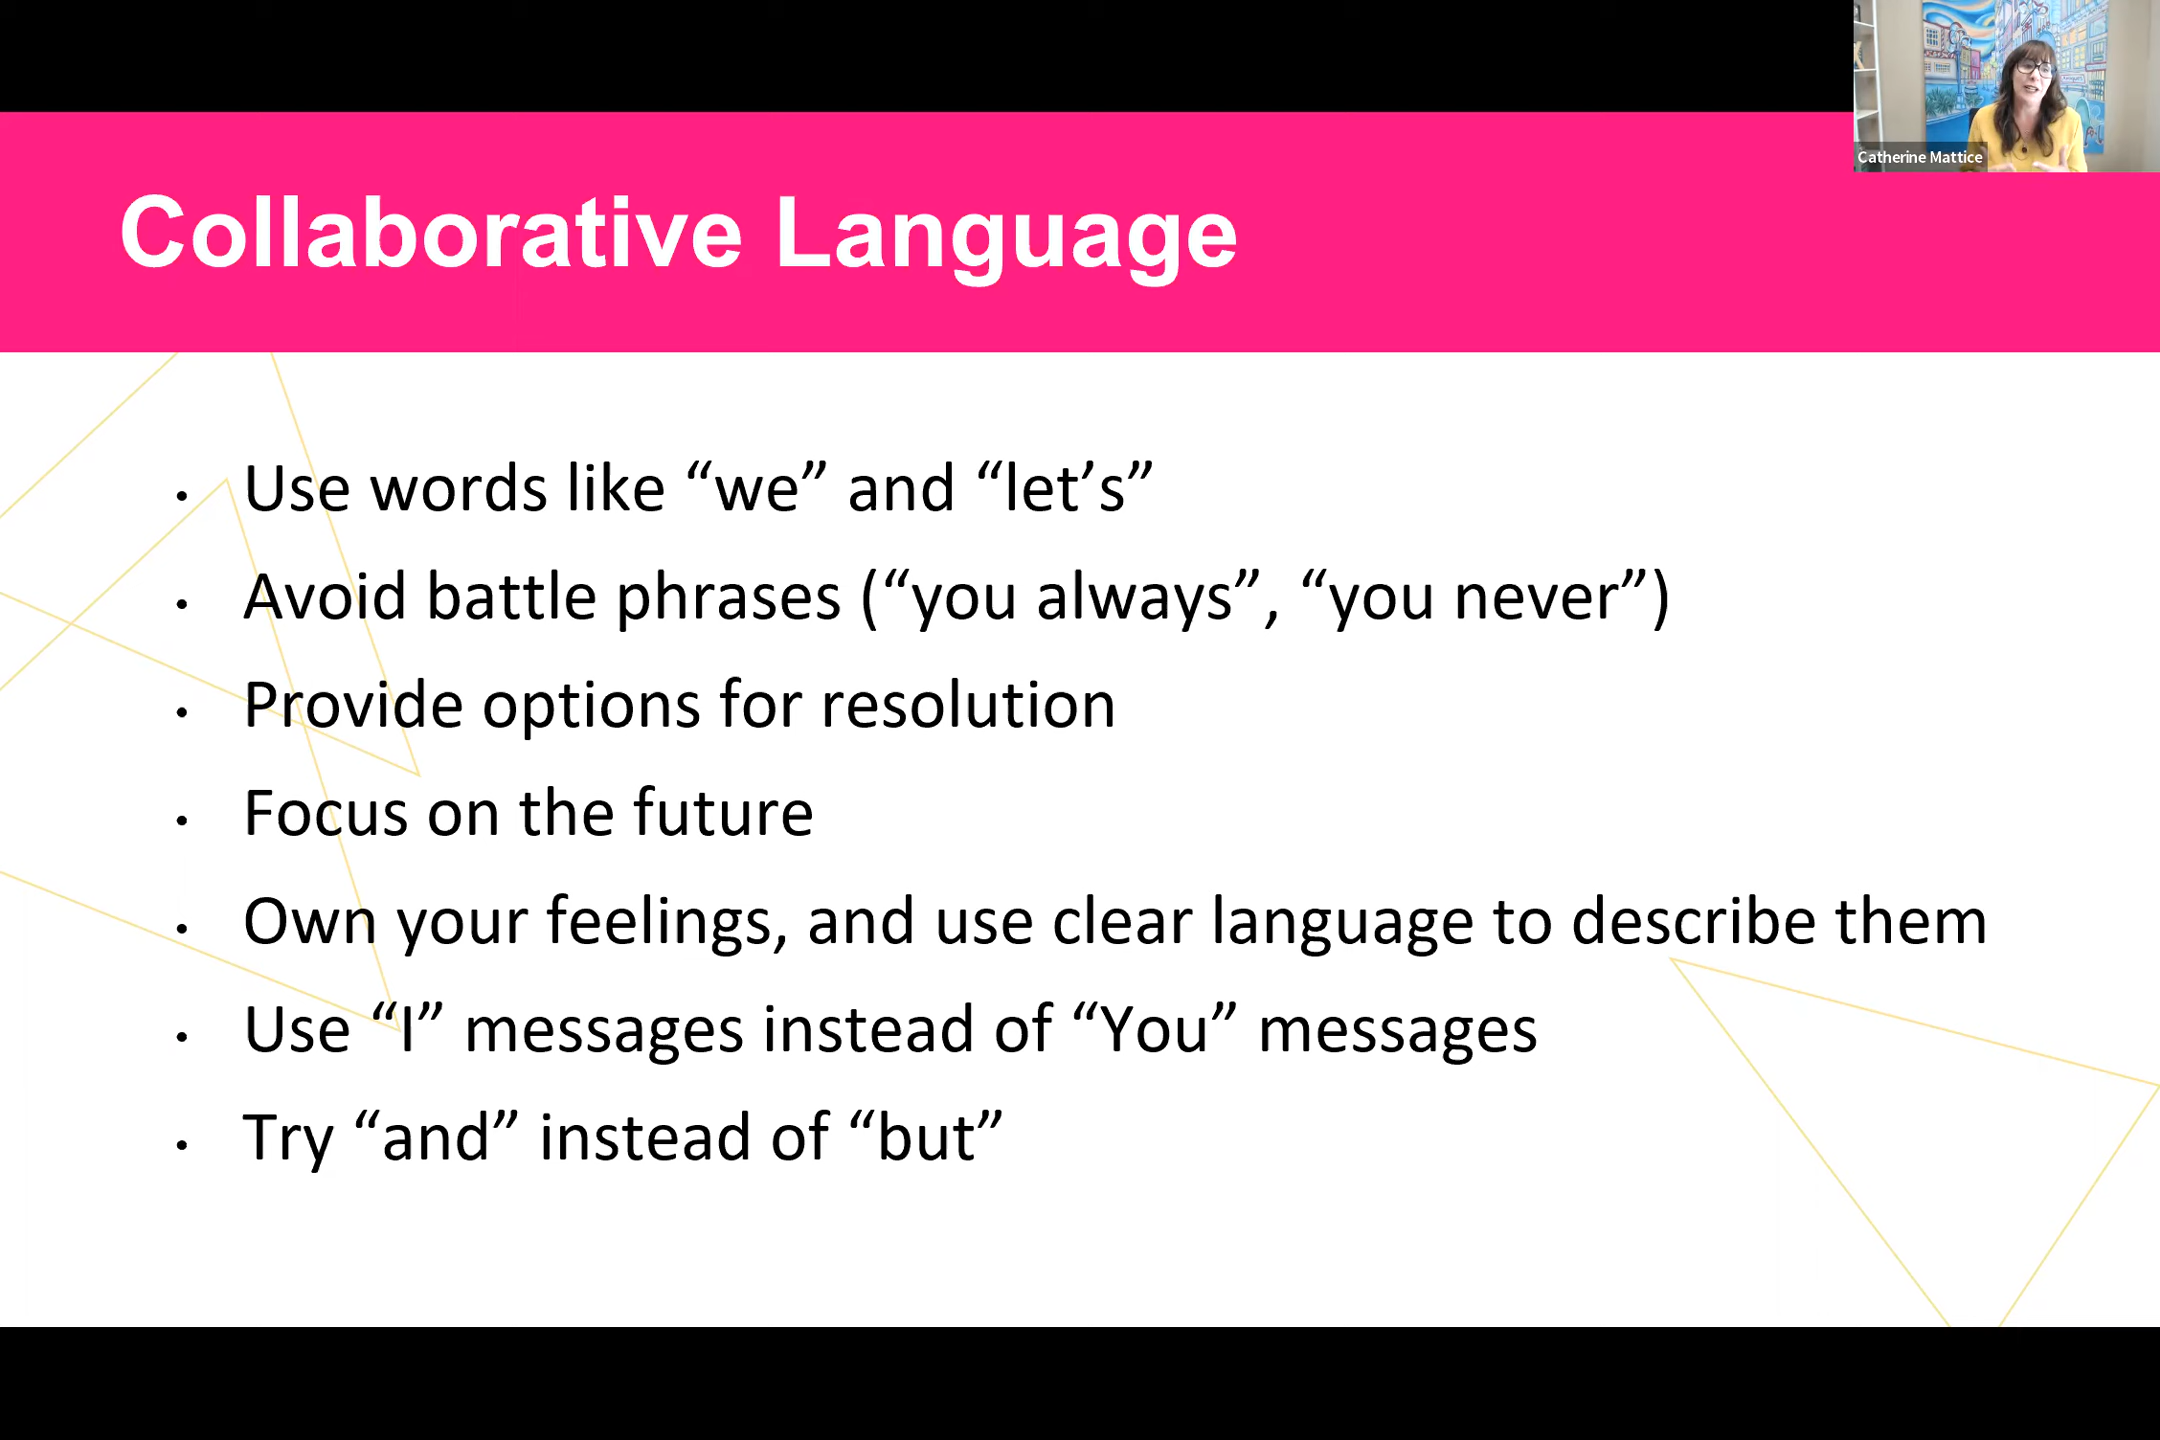 Catherine Mattice
Collaborative Language
• Use words like “we” and “let’s”
• Avoid battle phrases (“you always”, “you never”)
• Provide options for resolution
• Focus on the future
• Own your feelings, and use clear language to describe them
• Use “I” messages instead of “You” messages
• Try “and” instead of “but”